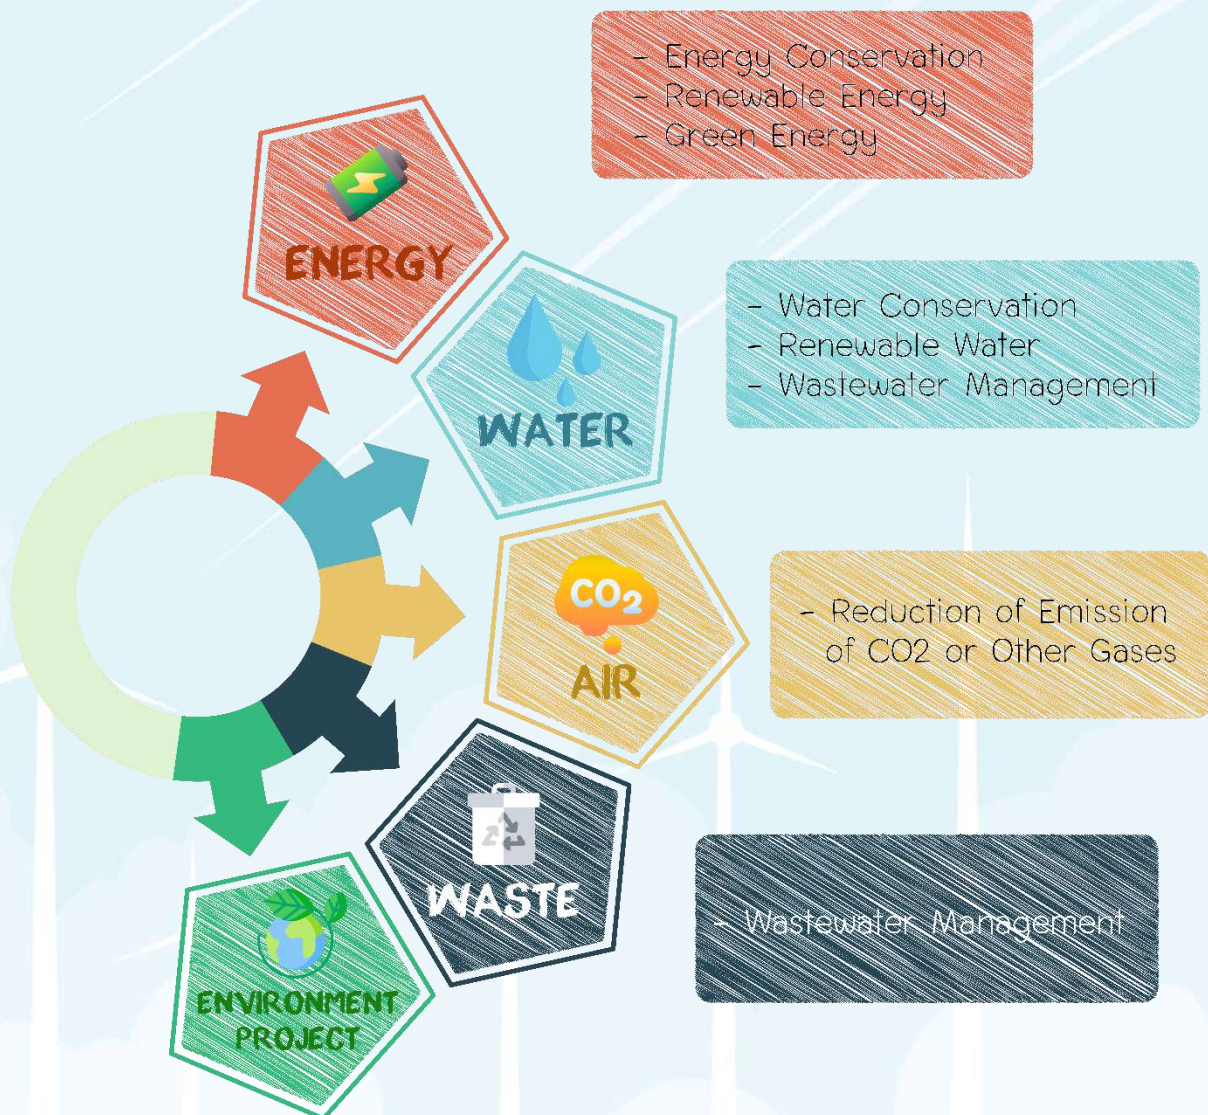 - Energy Conservation
- Renewable Energy
- Green Energy
ENERGY
- Water Conservation
- Renewable Water
- Wastewater Management
WATER
- Reduction of Emission
of CO2 or Other Gases
CO2
AIR
- Wastewater Management
WASTE
ENVIRONMENT
PROJECT